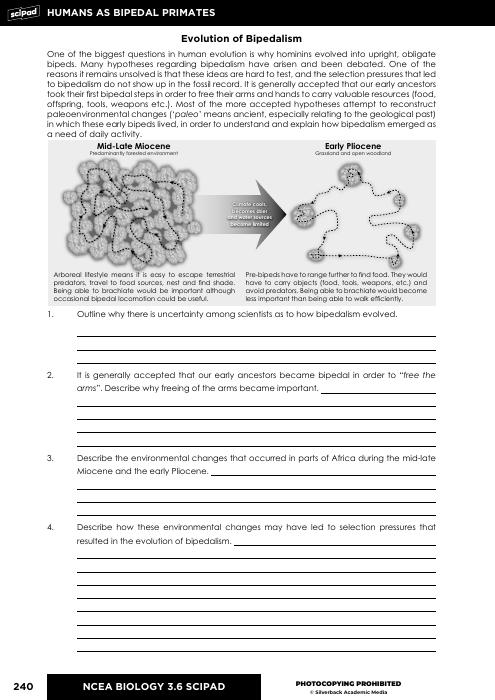 scipad HUMANS AS BIPEDAL PRIMATES
Evolution of Bipedalism
One of the biggest questions in human evolution is why hominins evolved into upright, obligate
bipeds. Many hypotheses regarding bipedalism have arisen and been debated. One of the
reasons it remains unsolved is that these ideas are hard to test, and the selection pressures that led
to bipedalism do not show up in the fossil record. It is generally accepted that our early ancestors
took their first bipedal steps in order to free their arms and hands to carry valuable resources (food,
offspring, tools, weapons etc.). Most of the more accepted hypotheses attempt to reconstruct
paleoenvironmental changes ('paleo' means ancient, especially relating to the geological past)
in which these early bipeds lived, in order to understand and explain how bipedalism emerged as
a need of daily activity.
Mid-Late Miocene
Predominantly forested environment
Climate cools,
becomes drier
and water sources
become limited
Early Pliocene
Grassland and open woodland
Arboreal lifestyle means it is easy to escape terrestrial
predators, travel to food sources, nest and find shade.
Being able to brachiate would be important although
occasional bipedal locomotion could be useful.
Pre-bipeds have to range further to find food. They would
have to carry objects (food, tools, weapons, etc.) and
avoid predators. Being able to brachiate would become
less important than being able to walk efficiently.
1. Outline why there is uncertainty among scientists as to how bipedalism evolved.
2. It is generally accepted that our early ancestors became bipedal in order to "free the
arms". Describe why freeing of the arms became important.
3. Describe the environmental changes that occurred in parts of Africa during the mid-late
Miocene and the early Pliocene.
4. Describe how these environmental changes may have led to selection pressures that
resulted in the evolution of bipedalism.
240 NCEA BIOLOGY 3.6 SCIPAD
PHOTOCOPYING PROHIBITED
© Silverback Academic Media